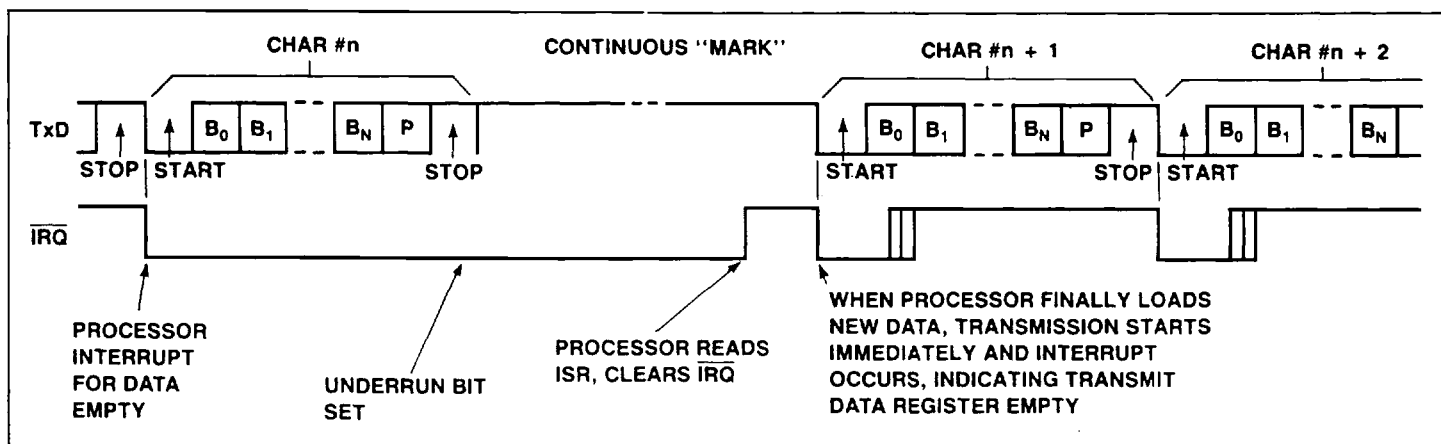 CHAR #n
CONTINUOUS "MARK"
CHAR #n + 1
CHAR #n + 2
TxD
B0 B1 BN P B0 B1 BN P B0 B1 BN
STOP START STOP START STOP START
IRQ
PROCESSOR
INTERRUPT
FOR DATA
EMPTY
UNDERRUN BIT
SET
PROCESSOR READS
ISR, CLEARS IRQ
WHEN PROCESSOR FINALLY LOADS
NEW DATA, TRANSMISSION STARTS
IMMEDIATELY AND INTERRUPT
OCCURS, INDICATING TRANSMIT
DATA REGISTER EMPTY